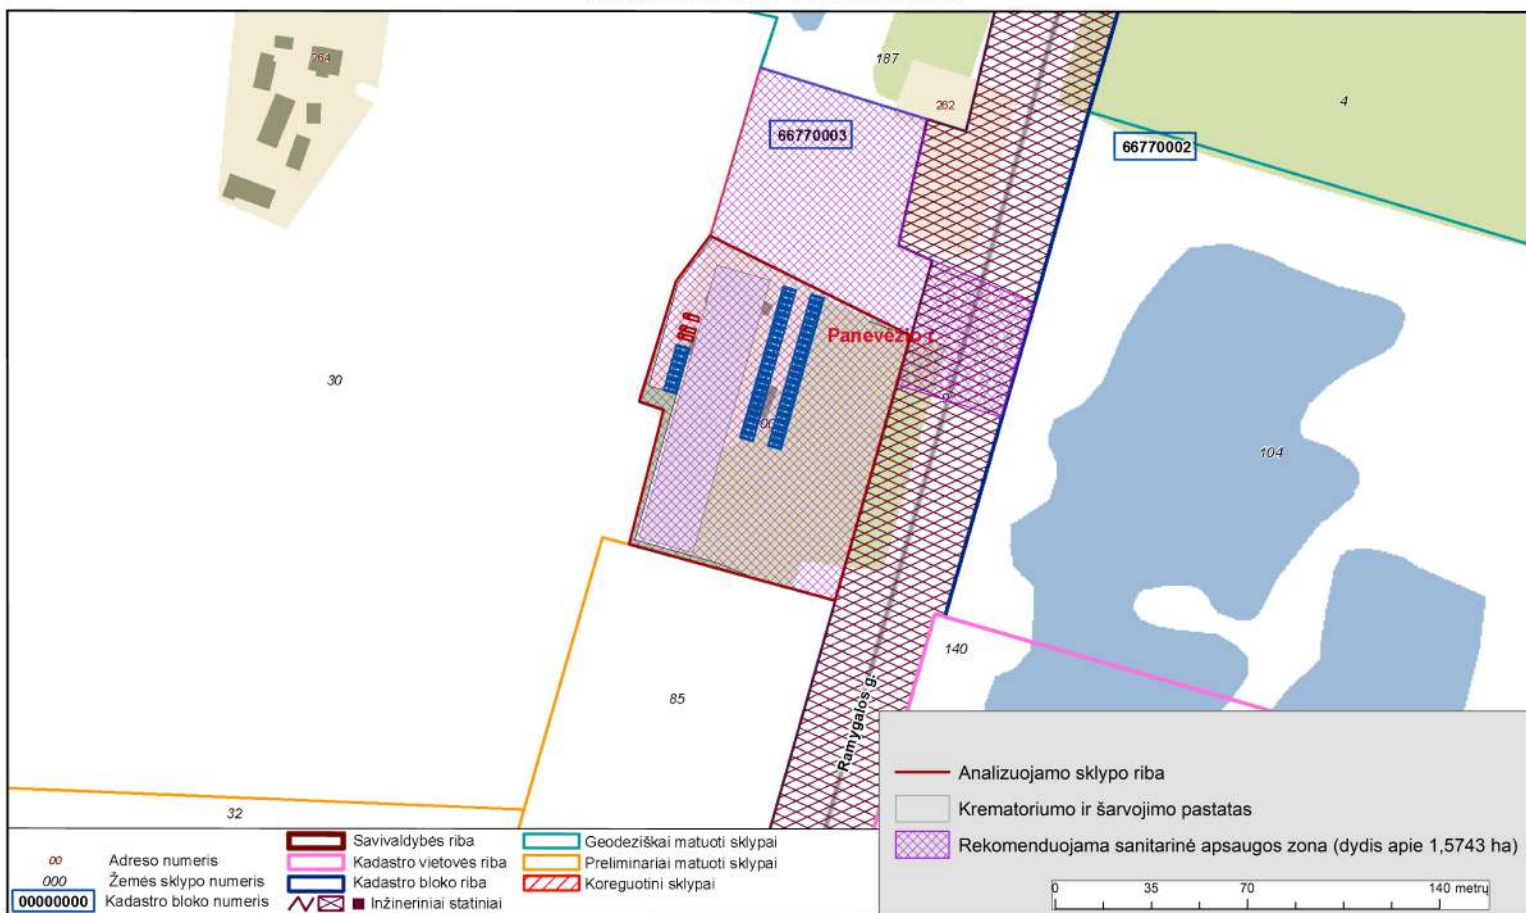 264
187
262
4
66770003
66770002
Panevėžio r.
30
104
140
85
Ramygalos g.
32
Analizuojamo sklypo riba
Krematoriumo ir šarvojimo pastatas
Rekomenduojama sanitarinė apsaugos zona (dydis apie 1,5743 ha)
0 35 70 140 metrų
00 Adreso numeris
000 Žemės sklypo numeris
00000000 Kadastro bloko numeris
Savivaldybės riba
Kadastro vietovės riba
Kadastro bloko riba
Inžineriniai statiniai
Geodeziškai matuoti sklypai
Preliminariai matuoti sklypai
Koreguotini sklypai